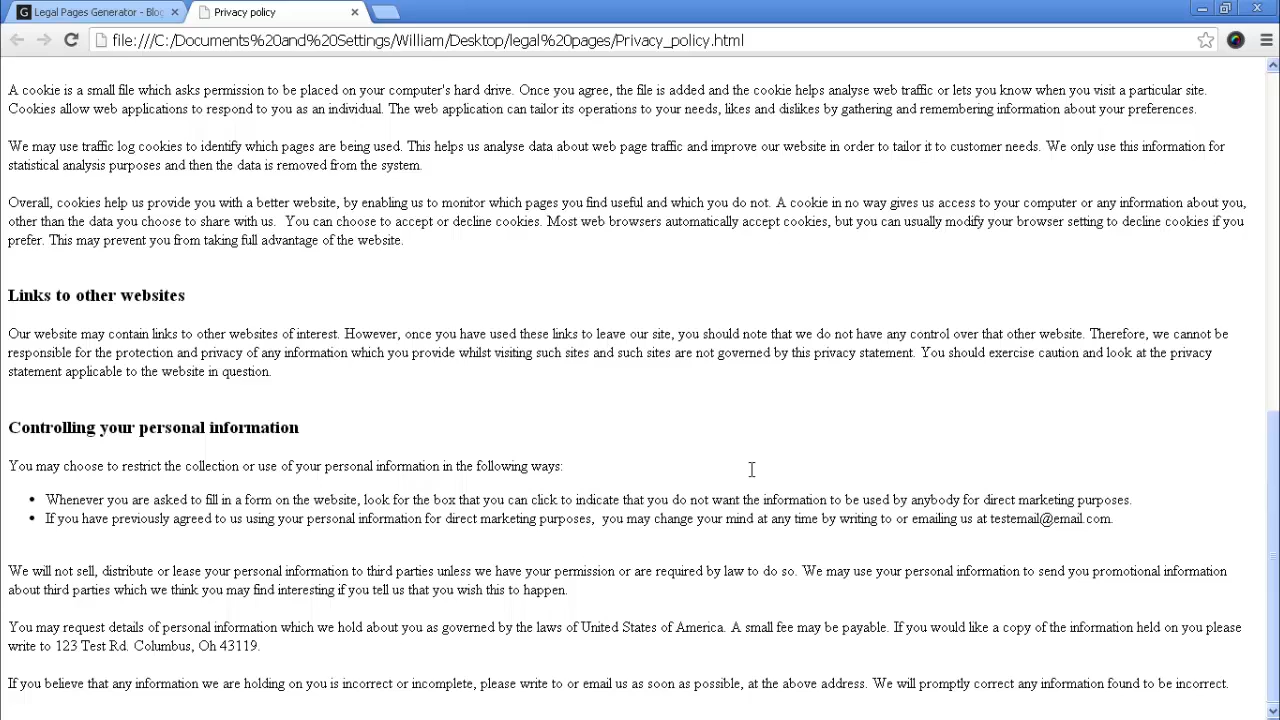 Legal Pages Generator - Blog
Privacy policy
file:///C:/Documents%20and%20Settings/William/Desktop/legal%20pages/Privacy_policy.html
A cookie is a small file which asks permission to be placed on your computer's hard drive. Once you agree, the file is added and the cookie helps analyse web traffic or lets you know when you visit a particular site.
Cookies allow web applications to respond to you as an individual. The web application can tailor its operations to your needs, likes and dislikes by gathering and remembering information about your preferences.
We may use traffic log cookies to identify which pages are being used. This helps us analyse data about web page traffic and improve our website in order to tailor it to customer needs. We only use this information for
statistical analysis purposes and then the data is removed from the system.
Overall, cookies help us provide you with a better website, by enabling us to monitor which pages you find useful and which you do not. A cookie in no way gives us access to your computer or any information about you,
other than the data you choose to share with us. You can choose to accept or decline cookies. Most web browsers automatically accept cookies, but you can usually modify your browser setting to decline cookies if you
prefer. This may prevent you from taking full advantage of the website.
Links to other websites
Our website may contain links to other websites of interest. However, once you have used these links to leave our site, you should note that we do not have any control over that other website. Therefore, we cannot be
responsible for the protection and privacy of any information which you provide whilst visiting such sites and such sites are not governed by this privacy statement. You should exercise caution and look at the privacy
statement applicable to the website in question.
Controlling your personal information
You may choose to restrict the collection or use of your personal information in the following ways:
• Whenever you are asked to fill in a form on the website, look for the box that you can click to indicate that you do not want the information to be used by anybody for direct marketing purposes.
• If you have previously agreed to us using your personal information for direct marketing purposes, you may change your mind at any time by writing to or emailing us at testemail@email.com.
We will not sell, distribute or lease your personal information to third parties unless we have your permission or are required by law to do so. We may use your personal information to send you promotional information
about third parties which we think you may find interesting if you tell us that you wish this to happen.
You may request details of personal information which we hold about you as governed by the laws of United States of America. A small fee may be payable. If you would like a copy of the information held on you please
write to 123 Test Rd. Columbus, Oh 43119.
If you believe that any information we are holding on you is incorrect or incomplete, please write to or email us as soon as possible, at the above address. We will promptly correct any information found to be incorrect.